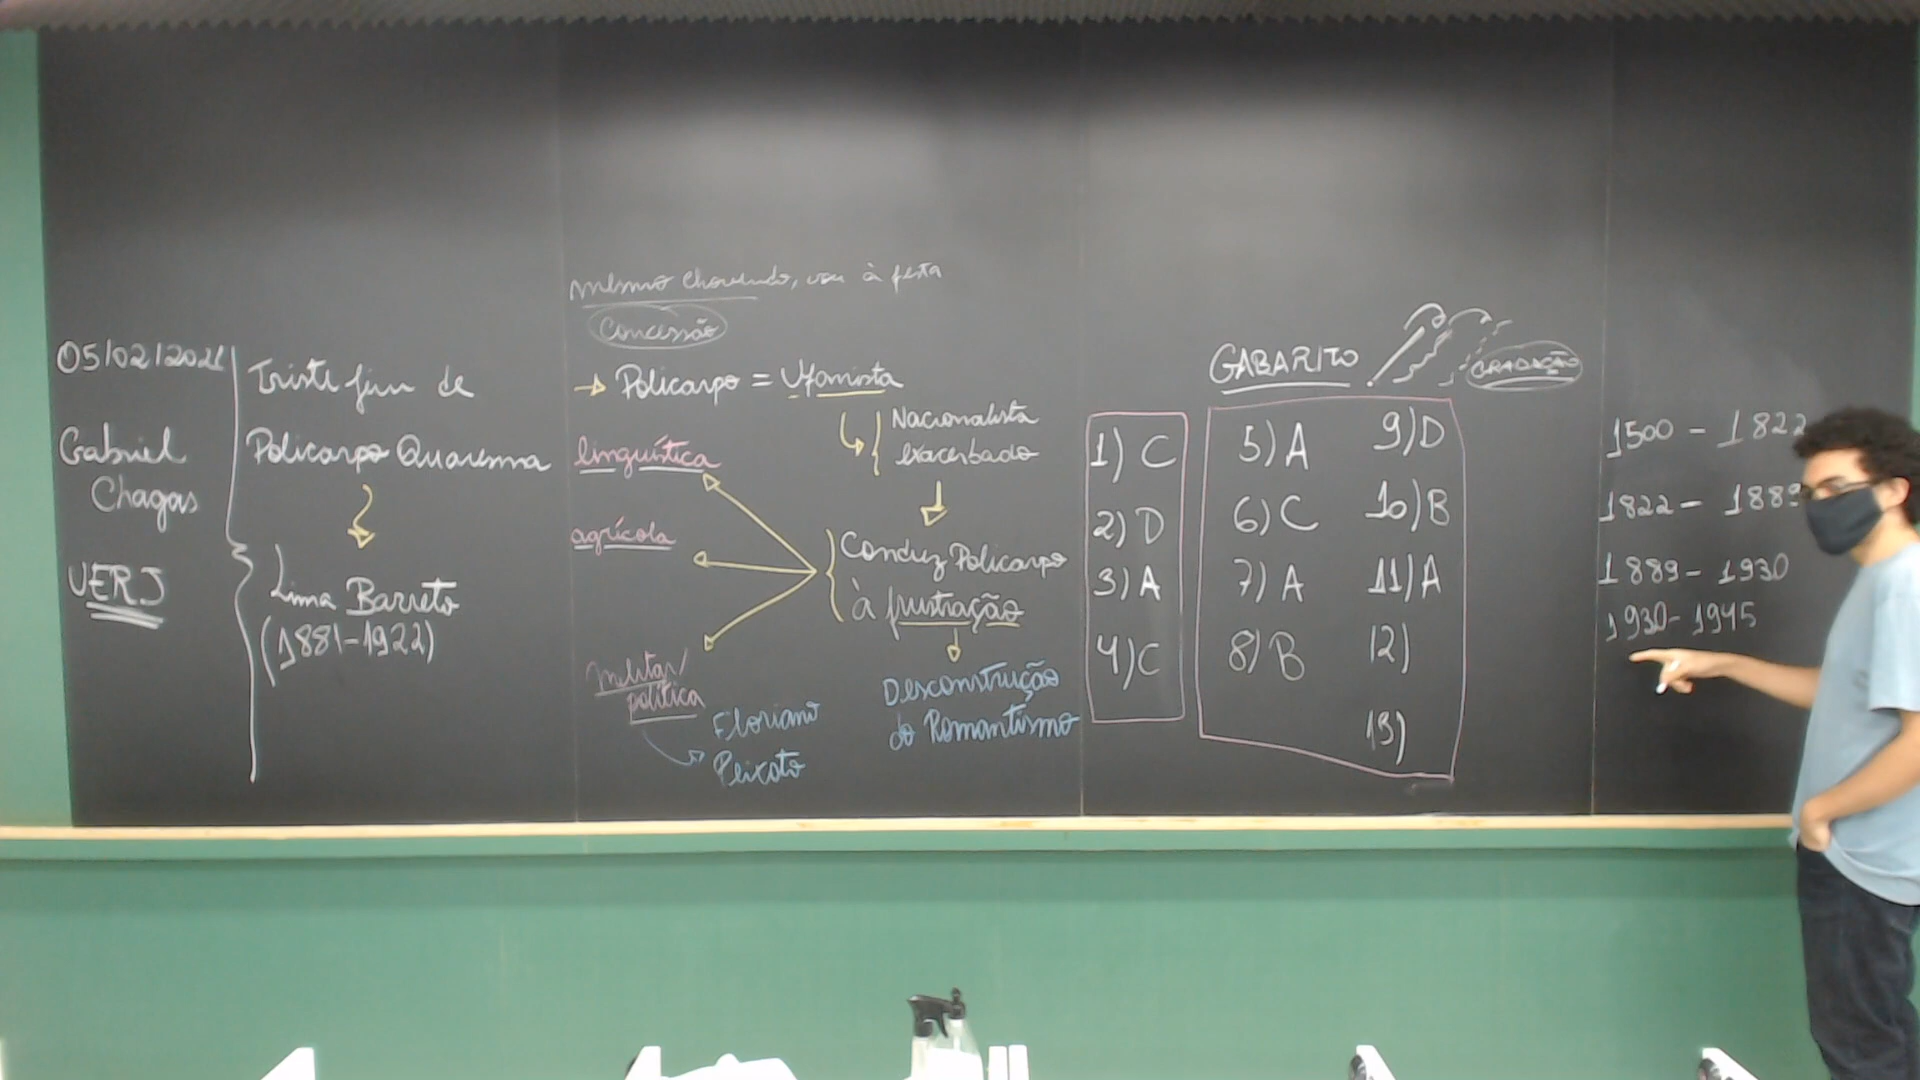 05/02/2021
Gabriel
Chagas
UERJ
Triste fim de
Policarpo Quaresma
Lima Barreto
(1881-1922)
mesmo chovendo, vou à festa
Concessão
→ Policarpo = Ufanista
Nacionalista
exacerbado
linguística
agrícola
militar/
política
Floriano
Peixoto
Conduz Policarpo
à frustração
Desconstrução
do Romantismo
GABARITO
GRADAÇÃO
1) C
2) D
3) A
4) C
5) A
6) C
7) A
8) B
9) D
10) B
11) A
12)
13)
1500 - 1822
1822 - 1889
1889 - 1930
1930 - 1945